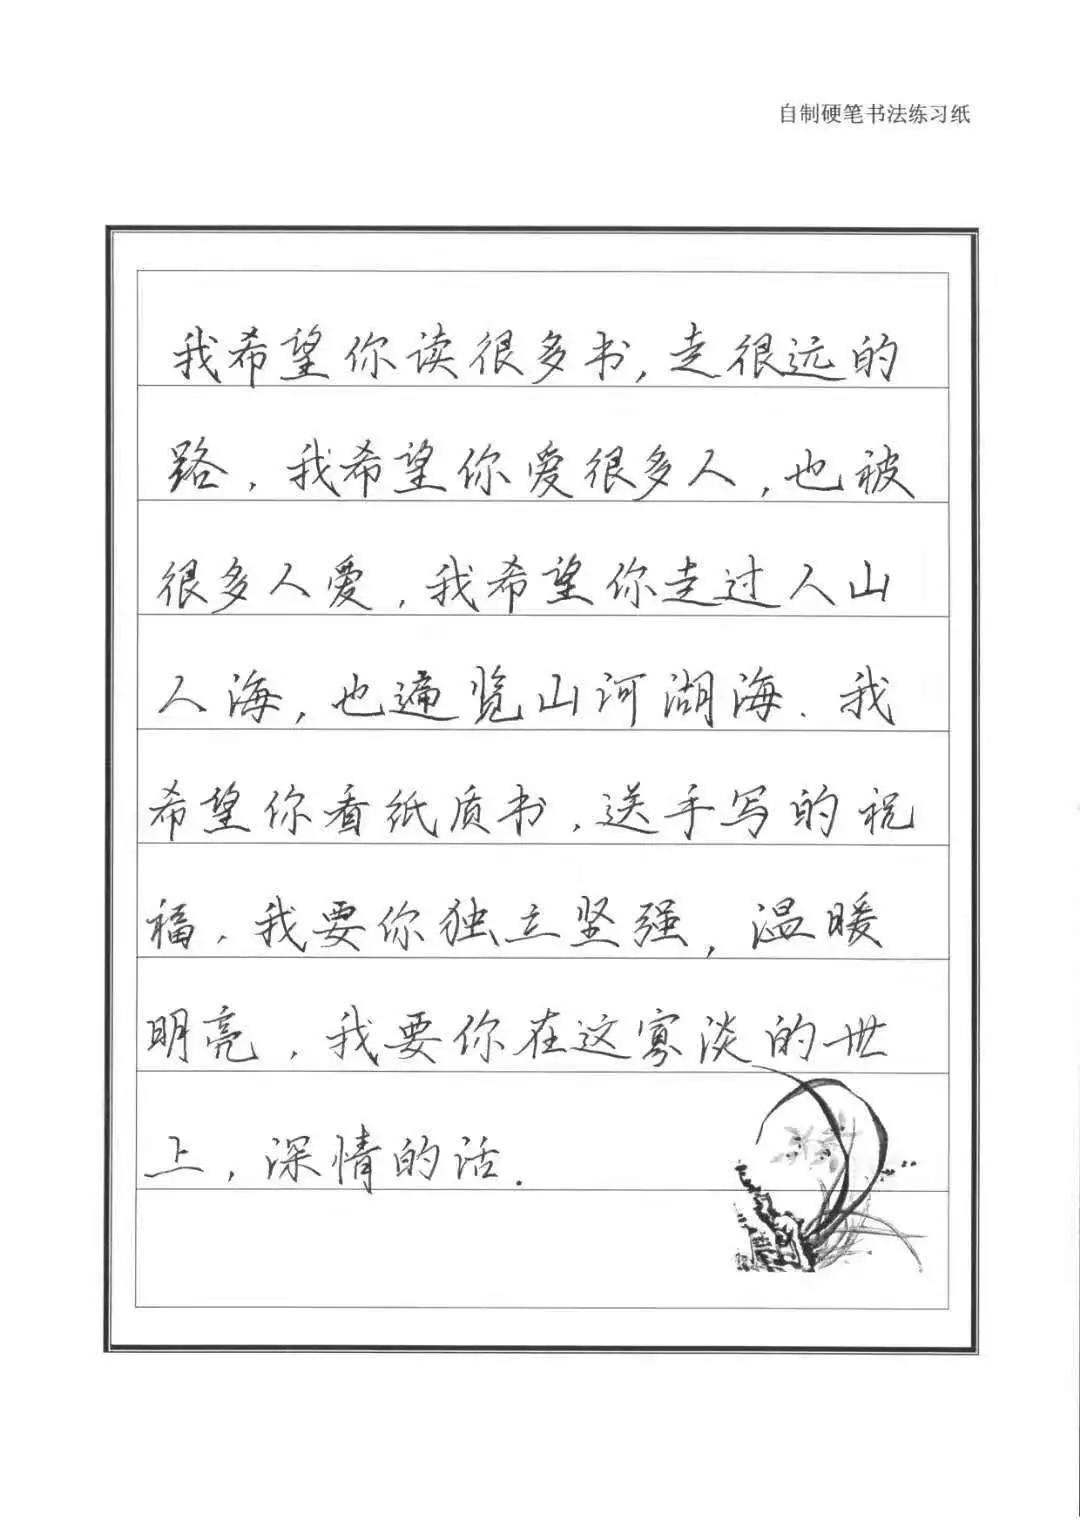 自制硬笔书法练习纸
我希望你读很多书,走很远的
路,我希望你爱很多人,也被
很多人爱,我希望你走过人山
人海,也遍览山河湖海.我
希望你看纸质书,送手写的祝
福,我要你独立坚强,温暖
明亮,我要你在这寡淡的世
上,深情的话.